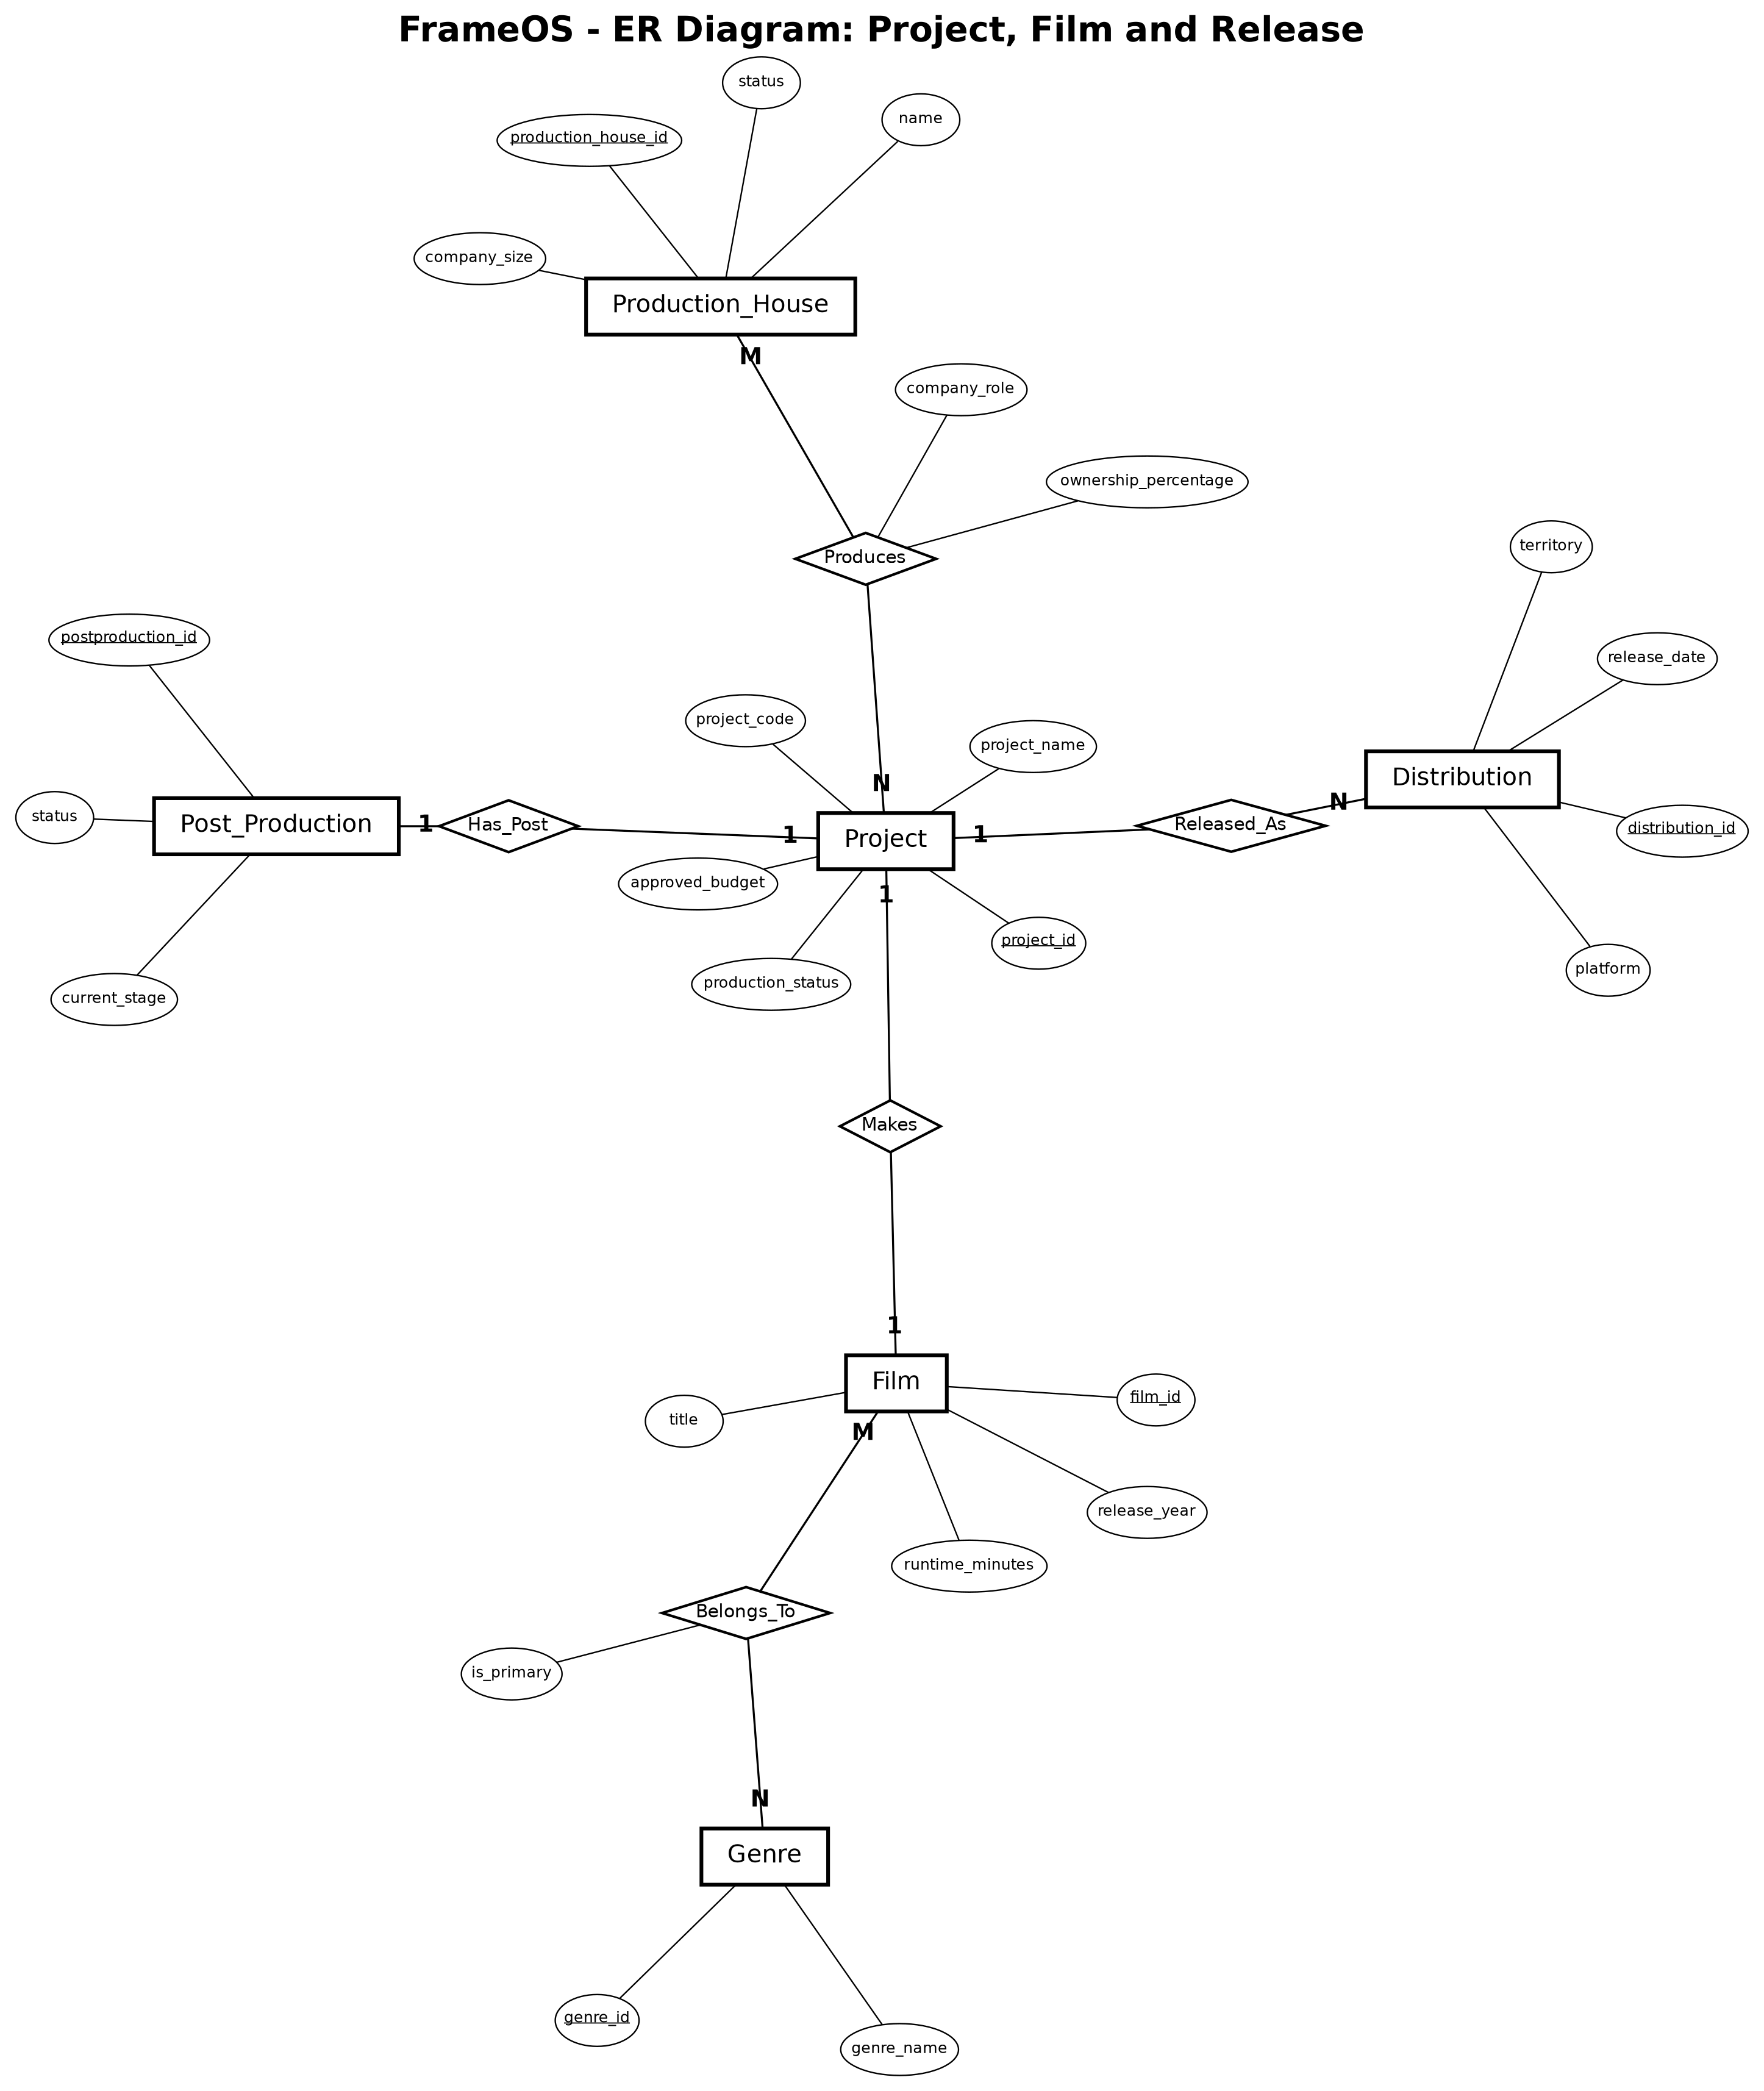 FrameOS - ER Diagram: Project, Film and Release
status
name
production_house_id
company_size
Production_House
M
company_role
ownership_percentage
Produces
territory
postproduction_id
release_date
project_code
project_name
Distribution
N
N
status
Post_Production
1
Has_Post
1
Project
1
Released_As
distribution_id
approved_budget
1
project_id
production_status
platform
current_stage
Makes
1
Film
film_id
title
M
release_year
runtime_minutes
Belongs_To
is_primary
N
Genre
genre_id
genre_name